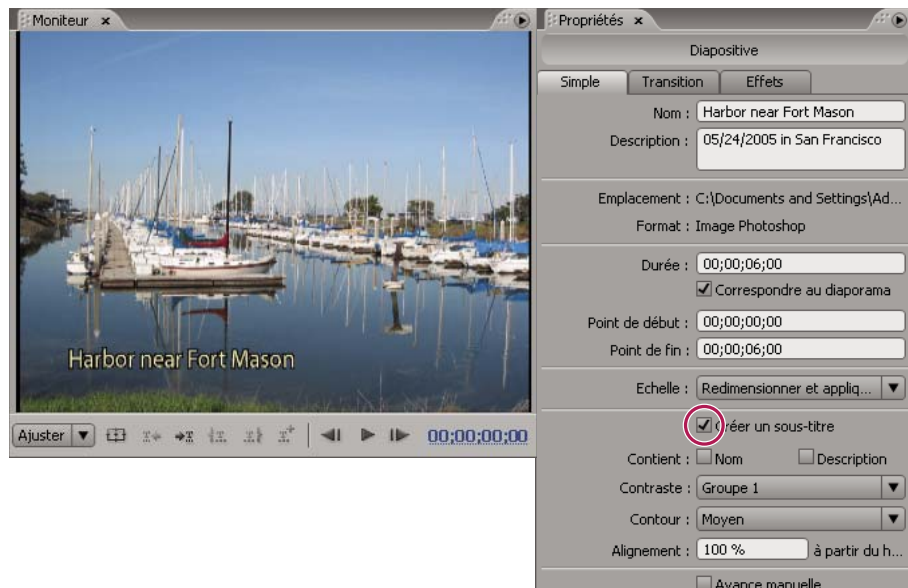 Moniteur
Harbor near Fort Mason
Ajuster
00;00;00;00
Propriétés
Diapositive
Simple Transition Effets
Nom : Harbor near Fort Mason
Description : 05/24/2005 in San Francisco
Emplacement : C:\Documents and Settings\Ad...
Format : Image Photoshop
Durée : 00;00;06;00
Correspondre au diaporama
Point de début : 00;00;00;00
Point de fin : 00;00;06;00
Echelle : Redimensionner et appliq...
Créer un sous-titre
Contient : Nom Description
Contraste : Groupe 1
Contour : Moyen
Alignement : 100 % à partir du h...
Avance manuelle